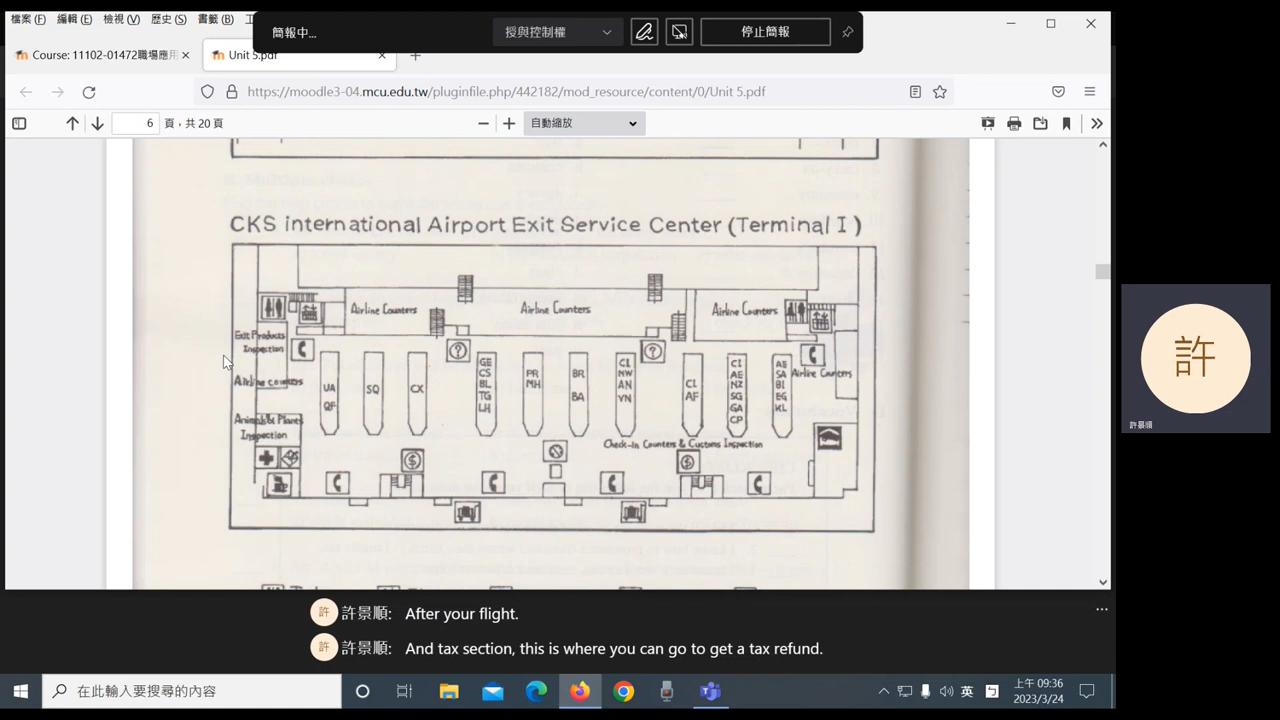 檔案 (F) 編輯 (E) 檢視 (V) 歷史 (S) 書籤 (B)
簡報中...
授與控制權
停止簡報
Course: 11102-01472職場應用
Unit 5.pdf
https://moodle3-04.mcu.edu.tw/pluginfile.php/442182/mod_resource/content/0/Unit 5.pdf
6 頁，共 20 頁
自動縮放
CKS international Airport Exit Service Center (Terminal I)
Airline Counters
Airline Counters
Airline Counters
Exit Products
Inspection
Airline counters
Animals & Plants
Inspection
UA
QF
SQ
CX
GE
CS
BL
TG
LH
PR
MH
BR
BA
CL
NW
AN
VN
CL
AF
CI
AE
NZ
SG
GA
CP
AE
SA
BI
EG
KL
Airline Counters
Check-in Counters & Customs Inspection
許
許景順
許 許景順: After your flight.
許 許景順: And tax section, this is where you can go to get a tax refund.
在此輸入要搜尋的內容
英
上午 09:36
2023/3/24